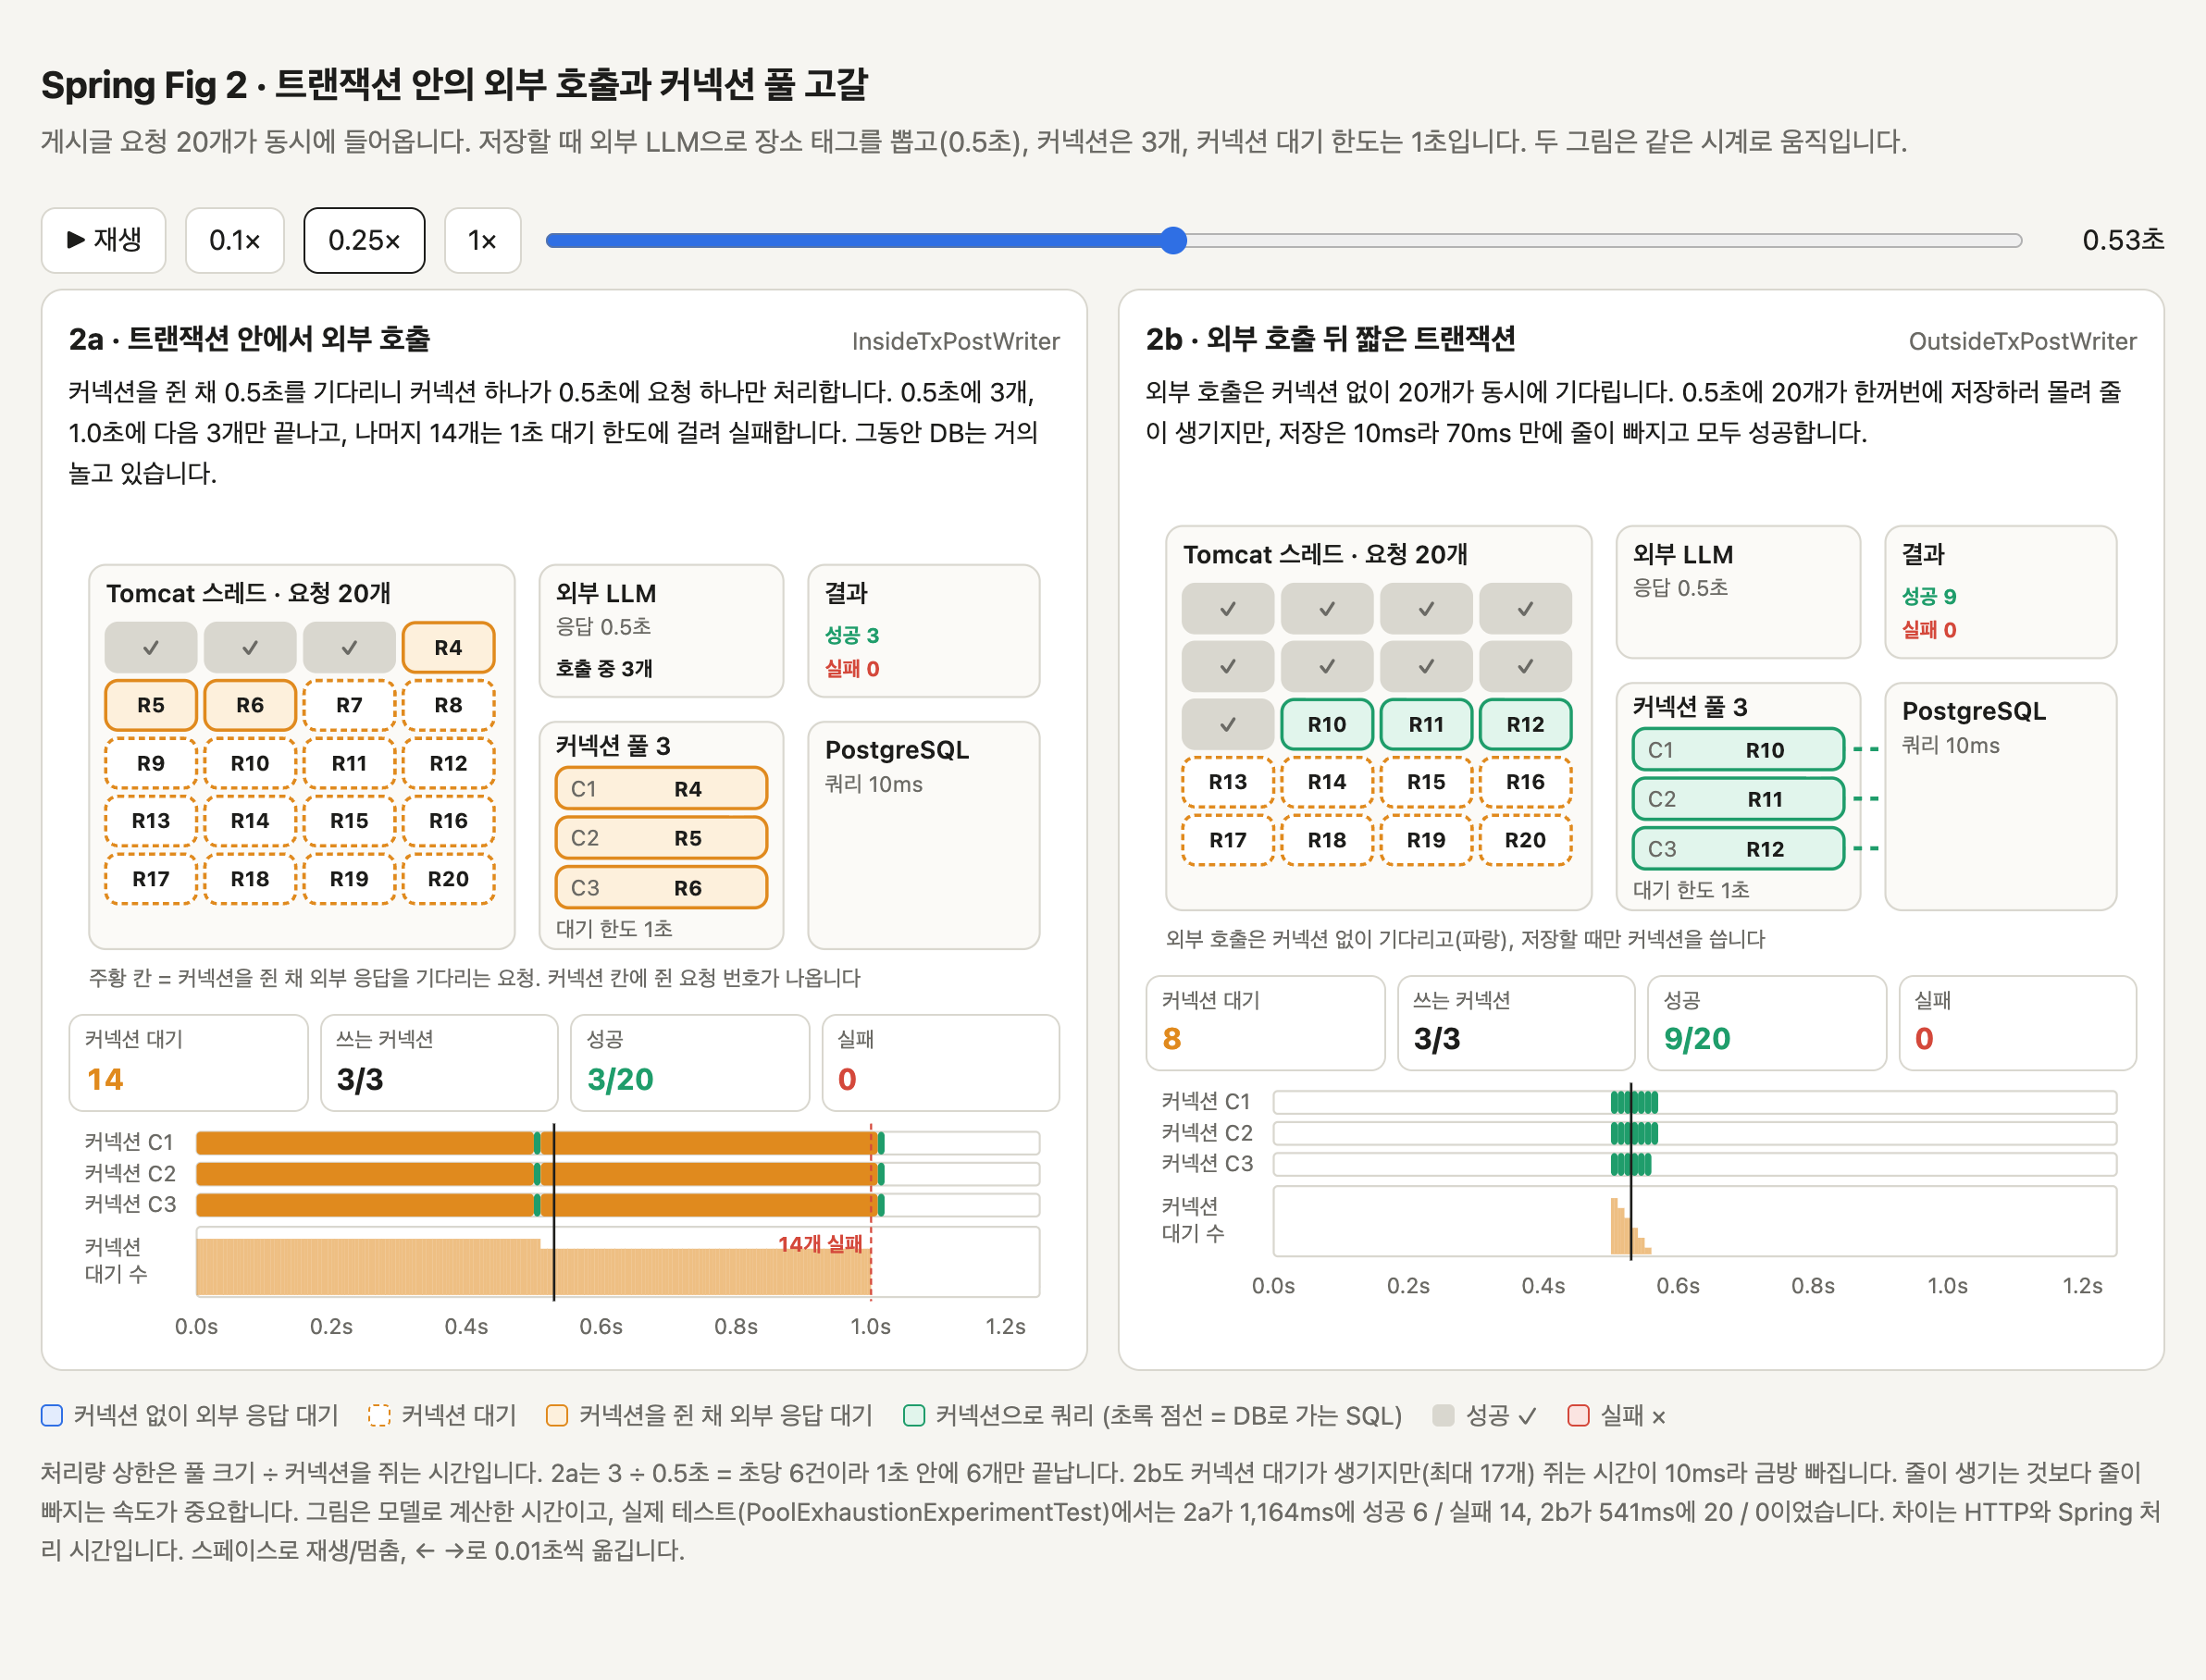 Spring Fig 2 · 트랜잭션 안의 외부 호출과 커넥션 풀 고갈
게시글 요청 20개가 동시에 들어옵니다. 저장할 때 외부 LLM으로 장소 태그를 뽑고(0.5초), 커넥션은 3개, 커넥션 대기 한도는 1초입니다. 두 그림은 같은 시계로 움직입니다.
▶ 재생 0.1× 0.25× 1× 0.53초
2a · 트랜잭션 안에서 외부 호출 InsideTxPostWriter
커넥션을 쥔 채 0.5초를 기다리니 커넥션 하나가 0.5초에 요청 하나만 처리합니다. 0.5초에 3개,
1.0초에 다음 3개만 끝나고, 나머지 14개는 1초 대기 한도에 걸려 실패합니다. 그동안 DB는 거의
놀고 있습니다.
Tomcat 스레드 · 요청 20개
✓ ✓ ✓ R4
R5 R6 R7 R8
R9 R10 R11 R12
R13 R14 R15 R16
R17 R18 R19 R20
외부 LLM
응답 0.5초
호출 중 3개
결과
성공 3
실패 0
커넥션 풀 3
C1 R4
C2 R5
C3 R6
대기 한도 1초
PostgreSQL
쿼리 10ms
주황 칸 = 커넥션을 쥔 채 외부 응답을 기다리는 요청. 커넥션 칸에 쥔 요청 번호가 나옵니다
커넥션 대기
14
쓰는 커넥션
3/3
성공
3/20
실패
0
커넥션 C1
커넥션 C2
커넥션 C3
커넥션
대기 수
14개 실패
0.0s 0.2s 0.4s 0.6s 0.8s 1.0s 1.2s
2b · 외부 호출 뒤 짧은 트랜잭션 OutsideTxPostWriter
외부 호출은 커넥션 없이 20개가 동시에 기다립니다. 0.5초에 20개가 한꺼번에 저장하러 몰려 줄
이 생기지만, 저장은 10ms라 70ms 만에 줄이 빠지고 모두 성공합니다.
Tomcat 스레드 · 요청 20개
✓ ✓ ✓ ✓
✓ ✓ ✓ ✓
✓ R10 R11 R12
R13 R14 R15 R16
R17 R18 R19 R20
외부 LLM
응답 0.5초
결과
성공 9
실패 0
커넥션 풀 3
C1 R10
C2 R11
C3 R12
대기 한도 1초
PostgreSQL
쿼리 10ms
외부 호출은 커넥션 없이 기다리고(파랑), 저장할 때만 커넥션을 씁니다
커넥션 대기
8
쓰는 커넥션
3/3
성공
9/20
실패
0
커넥션 C1
커넥션 C2
커넥션 C3
커넥션
대기 수
0.0s 0.2s 0.4s 0.6s 0.8s 1.0s 1.2s
커넥션 없이 외부 응답 대기 커넥션 대기 커넥션을 쥔 채 외부 응답 대기 커넥션으로 쿼리 (초록 점선 = DB로 가는 SQL) 성공 ✓ 실패 ×
처리량 상한은 풀 크기 ÷ 커넥션을 쥐는 시간입니다. 2a는 3 ÷ 0.5초 = 초당 6건이라 1초 안에 6개만 끝납니다. 2b도 커넥션 대기가 생기지만(최대 17개) 쥐는 시간이 10ms라 금방 빠집니다. 줄이 생기는 것보다 줄이
빠지는 속도가 중요합니다. 그림은 모델로 계산한 시간이고, 실제 테스트(PoolExhaustionExperimentTest)에서는 2a가 1,164ms에 성공 6 / 실패 14, 2b가 541ms에 20 / 0이었습니다. 차이는 HTTP와 Spring 처
리 시간입니다. 스페이스로 재생/멈춤, ← →로 0.01초씩 옮깁니다.